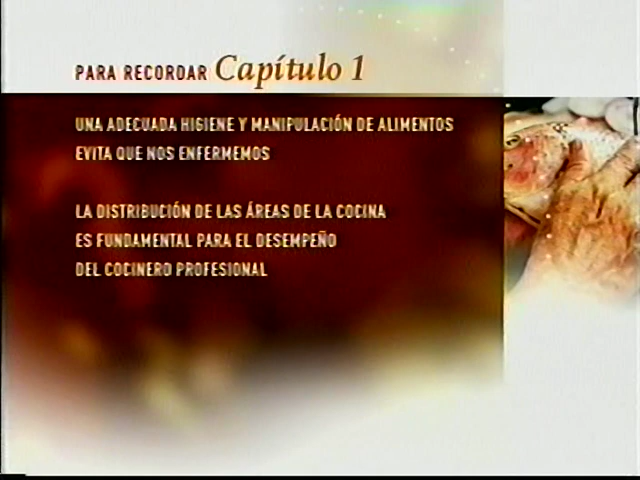 PARA RECORDAR Capítulo 1
UNA ADECUADA HIGIENE Y MANIPULACIÓN DE ALIMENTOS
EVITA QUE NOS ENFERMEMOS
LA DISTRIBUCIÓN DE LAS ÁREAS DE LA COCINA
ES FUNDAMENTAL PARA EL DESEMPEÑO
DEL COCINERO PROFESIONAL